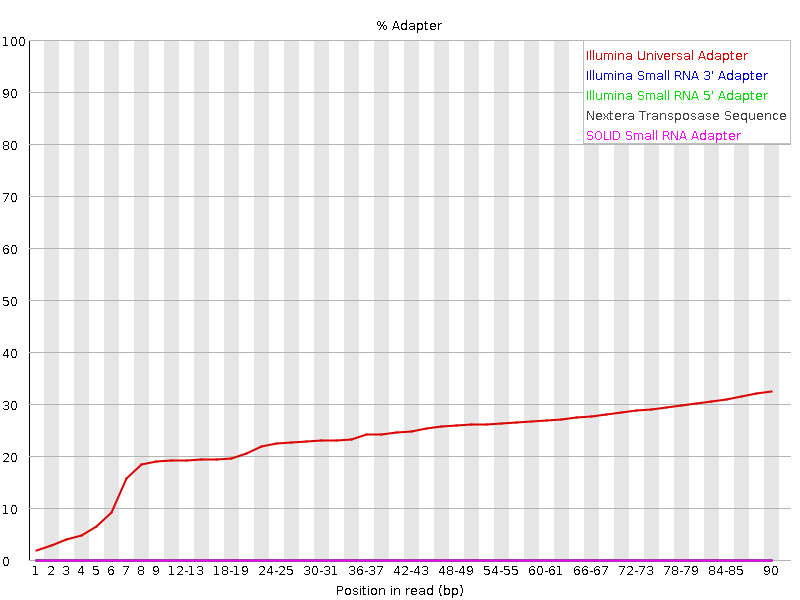 % Adapter
100
90
80
70
60
50
40
30
20
10
0
Illumina Universal Adapter
Illumina Small RNA 3' Adapter
Illumina Small RNA 5' Adapter
Nextera Transposase Sequence
SOLID Small RNA Adapter
1 2 3 4 5 6 7 8 9 12-13 18-19 24-25 30-31 36-37 42-43 48-49 54-55 60-61 66-67 72-73 78-79 84-85 90
Position in read (bp)